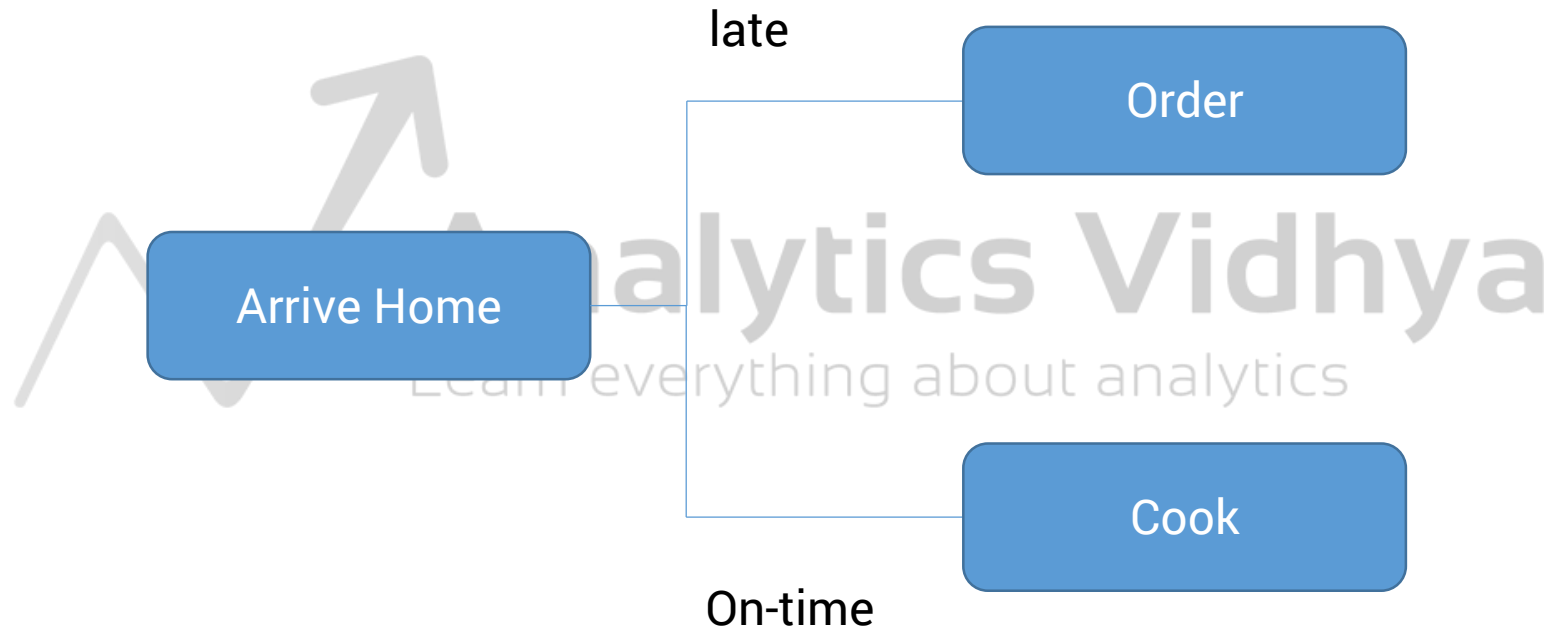 late
Order
Analytics Vidhya
Arrive Home
Learn everything about analytics
Cook
On-time